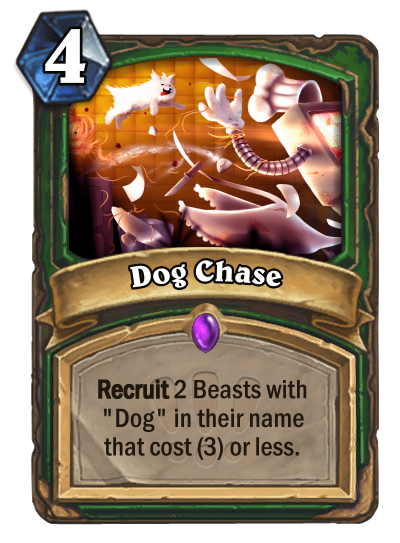 4
Dog Chase
Recruit 2 Beasts with
"Dog" in their name
that cost (3) or less.